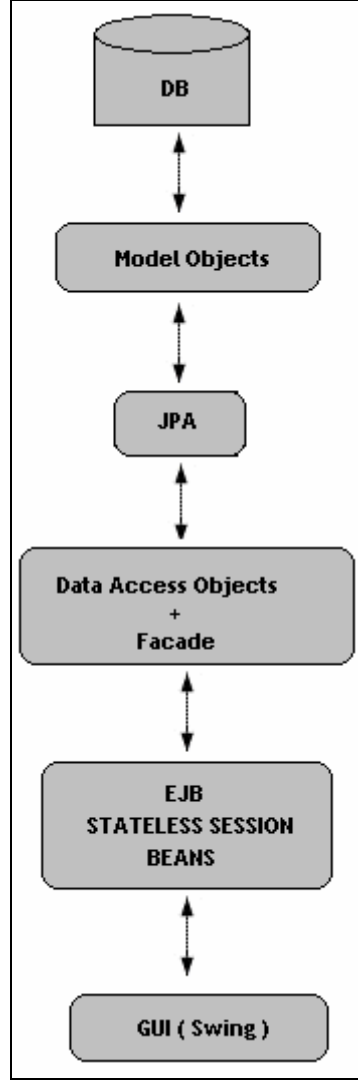 DB
Model Objects
JPA
Data Access Objects
+
Facade
EJB
STATELESS SESSION
BEANS
GUI ( Swing )